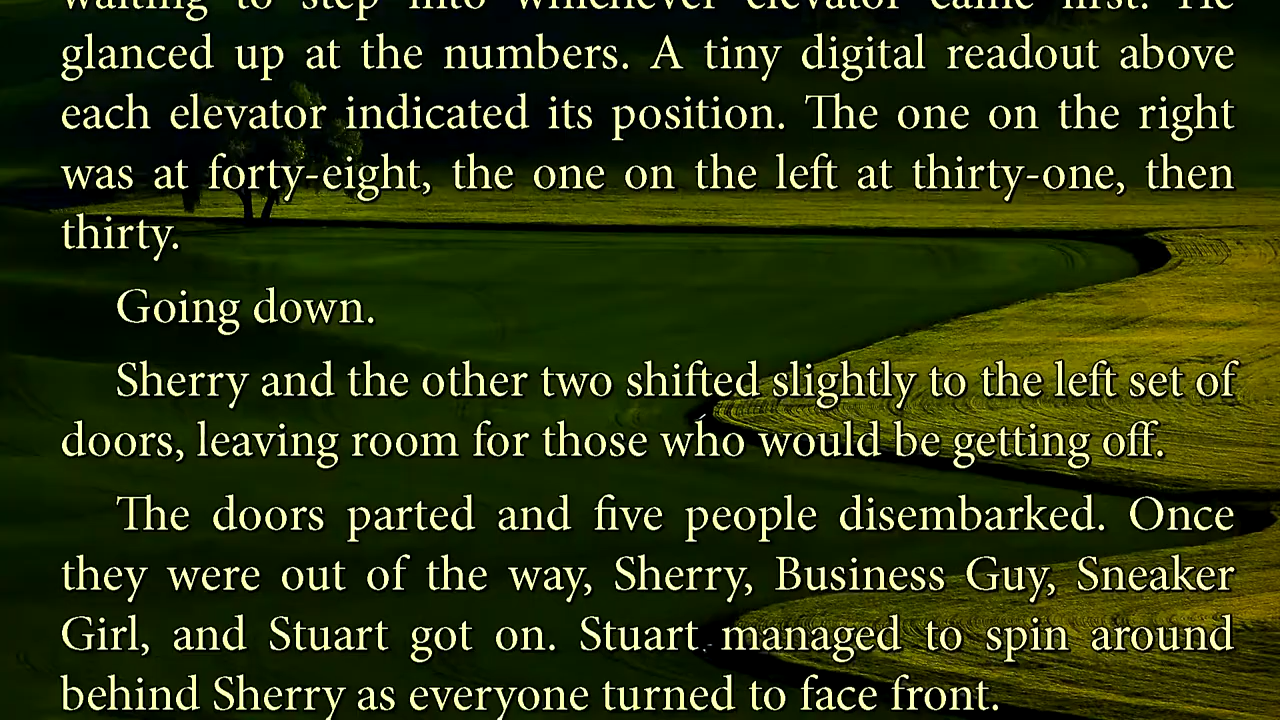 waiting to step into whichever elevator came first. He
glanced up at the numbers. A tiny digital readout above
each elevator indicated its position. The one on the right
was at forty-eight, the one on the left at thirty-one, then
thirty.
Going down.
Sherry and the other two shifted slightly to the left set of
doors, leaving room for those who would be getting off.
The doors parted and five people disembarked. Once
they were out of the way, Sherry, Business Guy, Sneaker
Girl, and Stuart got on. Stuart managed to spin around
behind Sherry as everyone turned to face front.